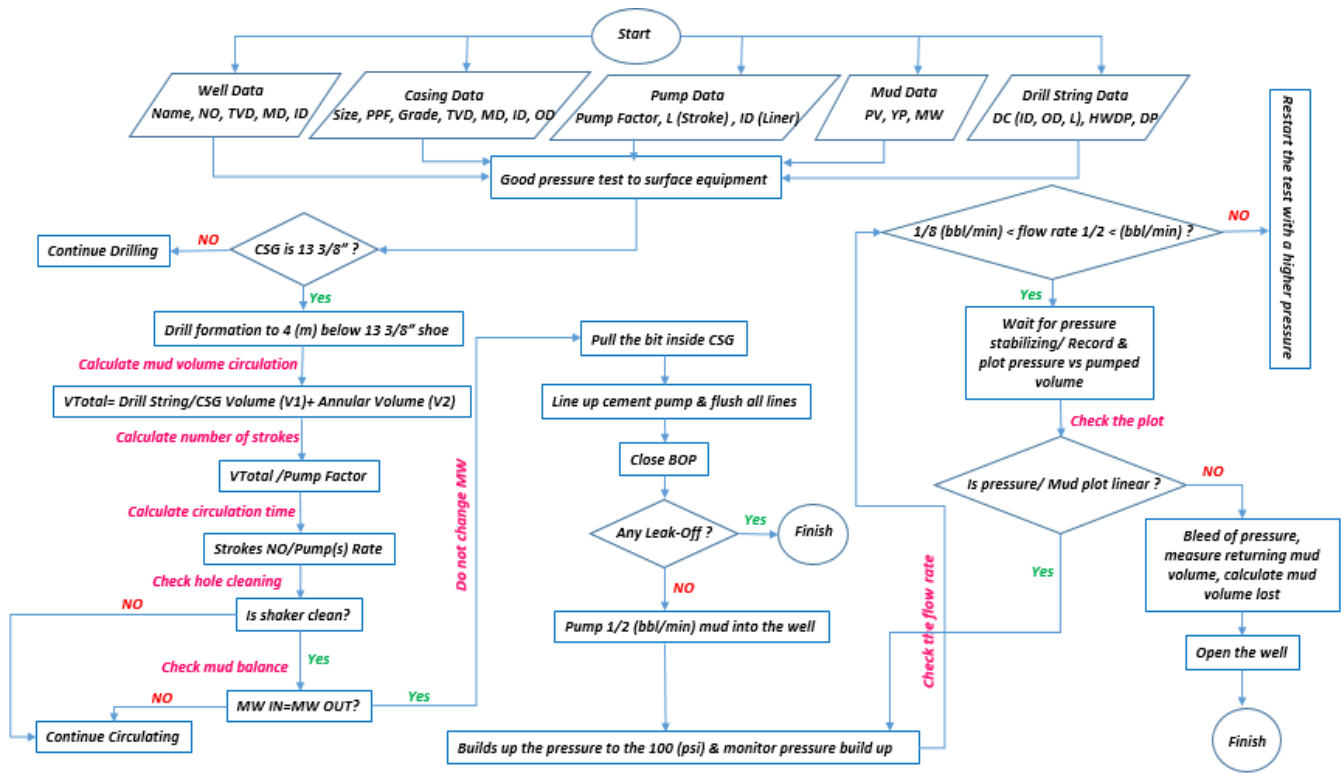 Start
Well Data
Name, NO, TVD, MD, ID
Casing Data
Size, PPF, Grade, TVD, MD, ID, OD
Pump Data
Pump Factor, L (Stroke) , ID (Liner)
Mud Data
PV, YP, MW
Drill String Data
DC (ID, OD, L), HWDP, DP
Good pressure test to surface equipment
CSG is 13 3/8" ?
NO
Continue Drilling
Yes
Drill formation to 4 (m) below 13 3/8" shoe
Calculate mud volume circulation
VTotal= Drill String/CSG Volume (V1)+ Annular Volume (V2)
Calculate number of strokes
VTotal /Pump Factor
Calculate circulation time
Strokes NO/Pump(s) Rate
Check hole cleaning
Is shaker clean?
NO
Yes
Check mud balance
MW IN=MW OUT?
NO
Continue Circulating
Yes
Do not change MW
Pull the bit inside CSG
Line up cement pump & flush all lines
Close BOP
Any Leak-Off ?
Yes
Finish
NO
Pump 1/2 (bbl/min) mud into the well
Builds up the pressure to the 100 (psi) & monitor pressure build up
Check the flow rate
1/8 (bbl/min) < flow rate 1/2 < (bbl/min) ?
NO
Restart the test with a higher pressure
Yes
Wait for pressure
stabilizing/ Record &
plot pressure vs pumped
volume
Check the plot
Is pressure/ Mud plot linear ?
Yes
NO
Bleed of pressure,
measure returning mud
volume, calculate mud
volume lost
Open the well
Finish